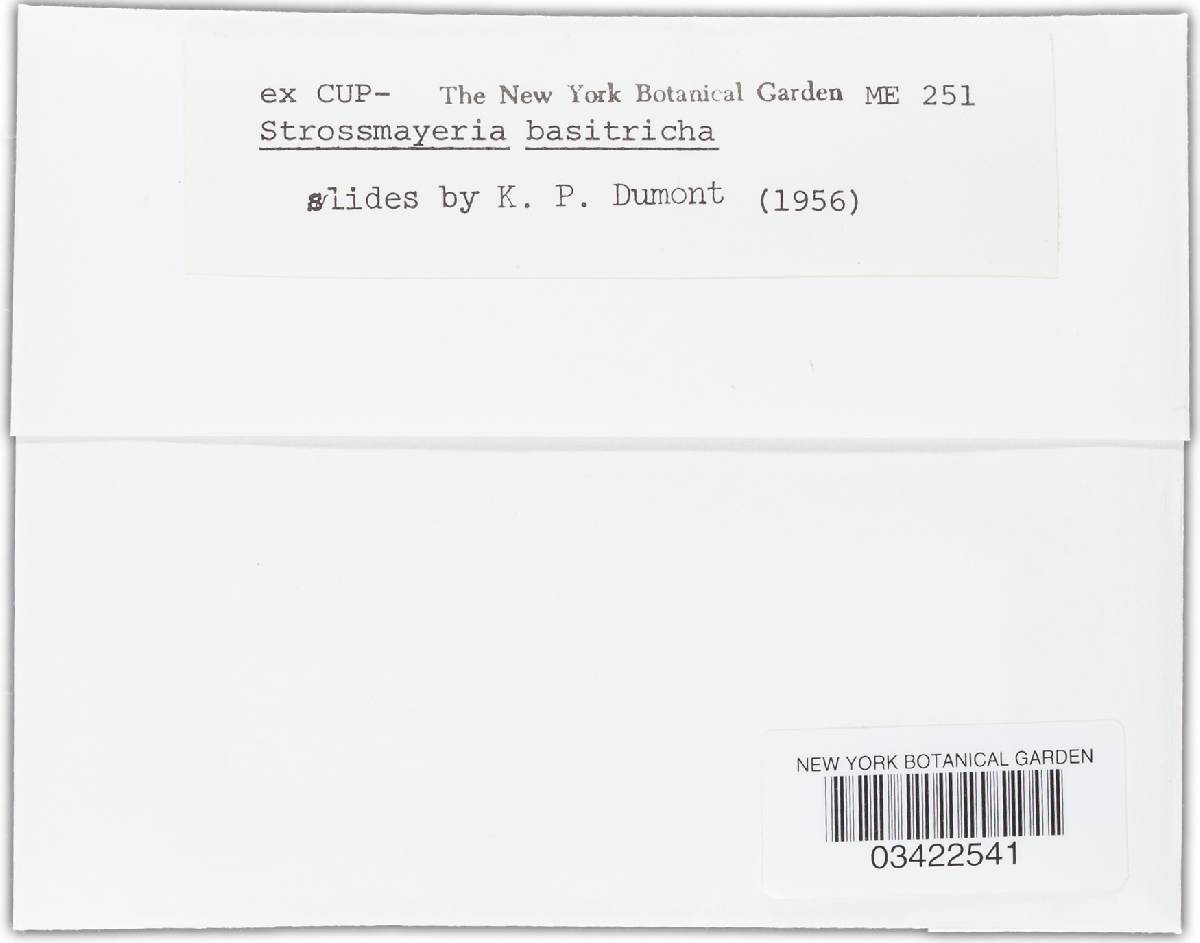 ex CUP- The New York Botanical Garden ME 251
Strossmayeria basitricha
slides by K. P. Dumont (1956)
NEW YORK BOTANICAL GARDEN
03422541